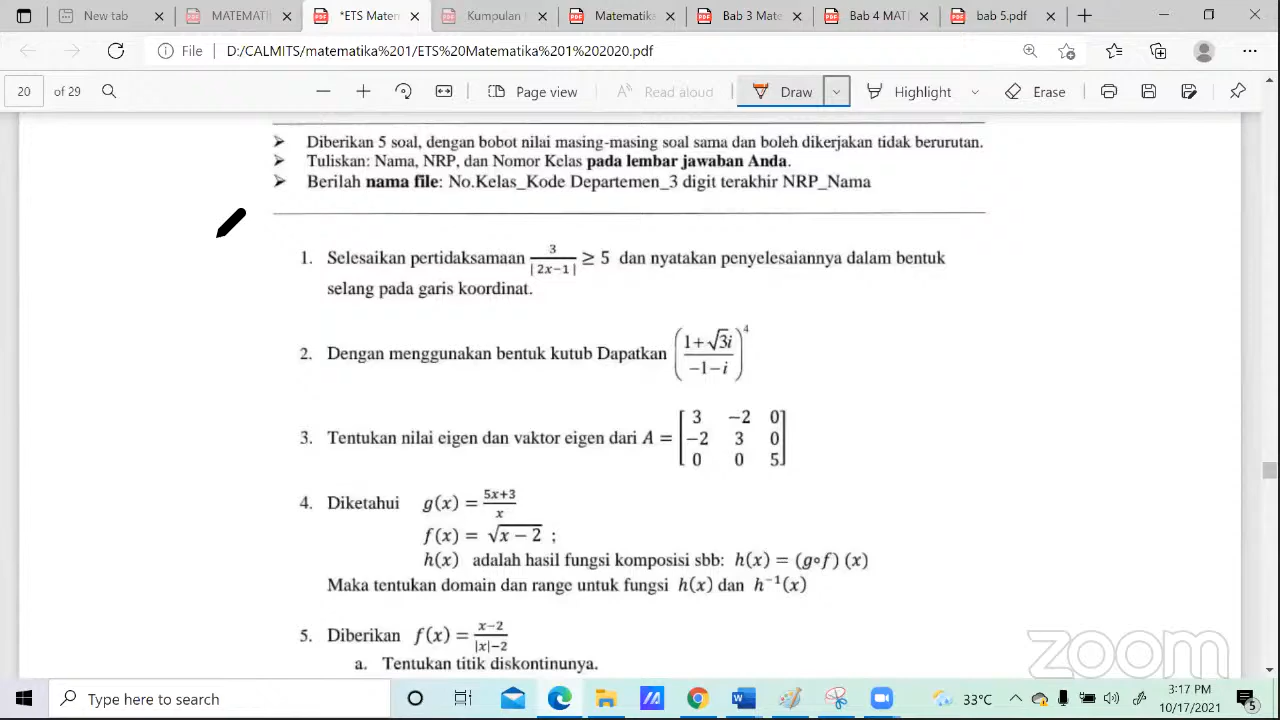 New tab
MATEMATI
*ETS Matem
Kumpulan
Matematika
Bab 3 Mate
Bab 4 MATI
bab 5.pdf
File D:/CALMITS/matematika%201/ETS%20Matematika%201%202020.pdf
20 of 29 Page view Read aloud Draw Highlight Erase
➢ Diberikan 5 soal, dengan bobot nilai masing-masing soal sama dan boleh dikerjakan tidak berurutan.
➢ Tuliskan: Nama, NRP, dan Nomor Kelas pada lembar jawaban Anda.
➢ Berilah nama file: No.Kelas_Kode Departemen_3 digit terakhir NRP_Nama
1. Selesaikan pertidaksamaan 3/|2x−1| ≥ 5 dan nyatakan penyelesaiannya dalam bentuk
selang pada garis koordinat.
2. Dengan menggunakan bentuk kutub Dapatkan ((1+√3i)/(−1−i))^4
3. Tentukan nilai eigen dan vaktor eigen dari A = [3 −2 0
−2 3 0
0 0 5]
4. Diketahui g(x) = (5x+3)/x
f(x) = √(x − 2) ;
h(x) adalah hasil fungsi komposisi sbb: h(x) = (g∘f) (x)
Maka tentukan domain dan range untuk fungsi h(x) dan h⁻¹(x)
5. Diberikan f(x) = (x−2)/(|x|−2)
a. Tentukan titik diskontinunya.
zoom
Type here to search
33°C
3:17 PM
10/17/2021
5